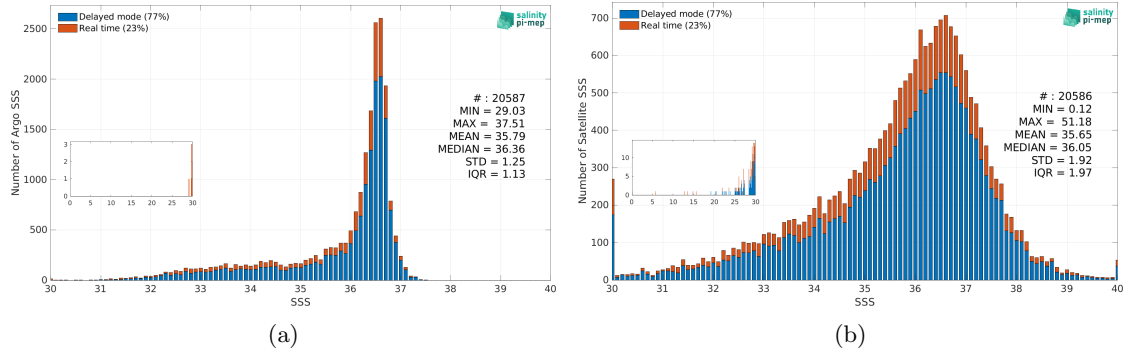 Delayed mode (77%)
Real time (23%)
salinity
pi-mep
Number of Argo SSS
2500
2000
1500
1000
500
0
# : 20587
MIN = 29.03
MAX = 37.51
MEAN = 35.79
MEDIAN = 36.36
STD = 1.25
IQR = 1.13
3
2
1
0
0 5 10 15 20 25 30
30 31 32 33 34 35 36 37 38 39 40
SSS
(a)
Delayed mode (77%)
Real time (23%)
salinity
pi-mep
Number of Satellite SSS
700
600
500
400
300
200
100
0
# : 20586
MIN = 0.12
MAX = 51.18
MEAN = 35.65
MEDIAN = 36.05
STD = 1.92
IQR = 1.97
10
5
0
0 5 10 15 20 25 30
30 31 32 33 34 35 36 37 38 39 40
SSS
(b)